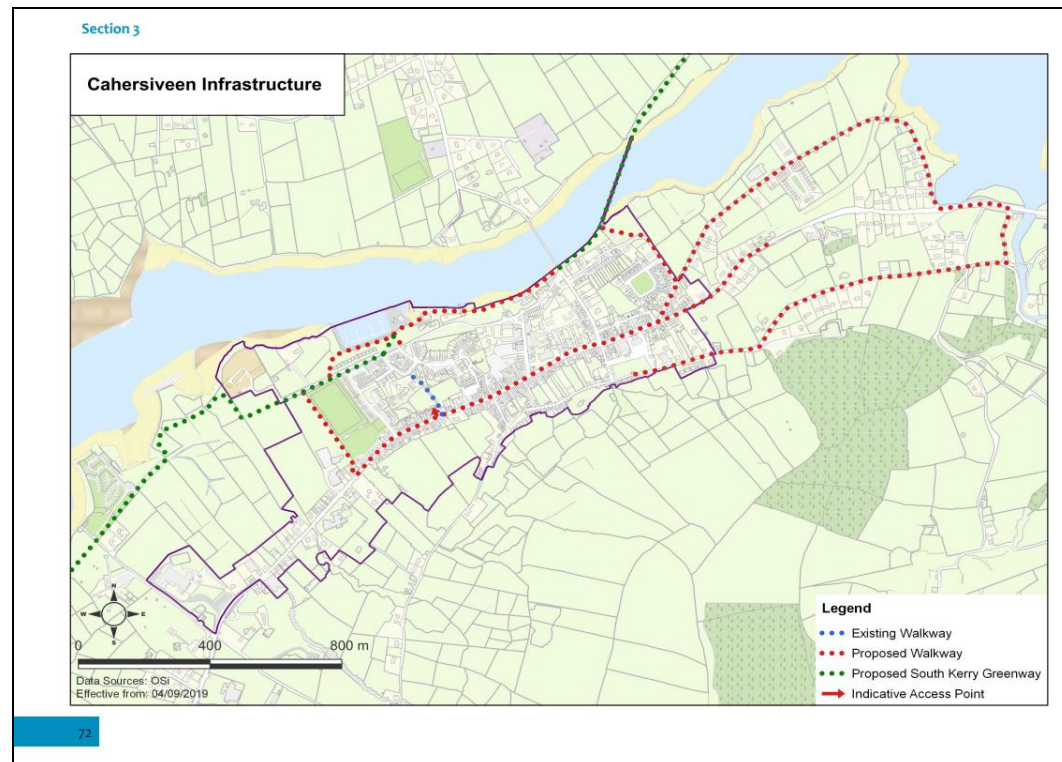 Section 3
Cahersiveen Infrastructure
N
W E
S
0 400 800 m
Data Sources: OSi
Effective from: 04/09/2019
Legend
Existing Walkway
Proposed Walkway
Proposed South Kerry Greenway
Indicative Access Point
72